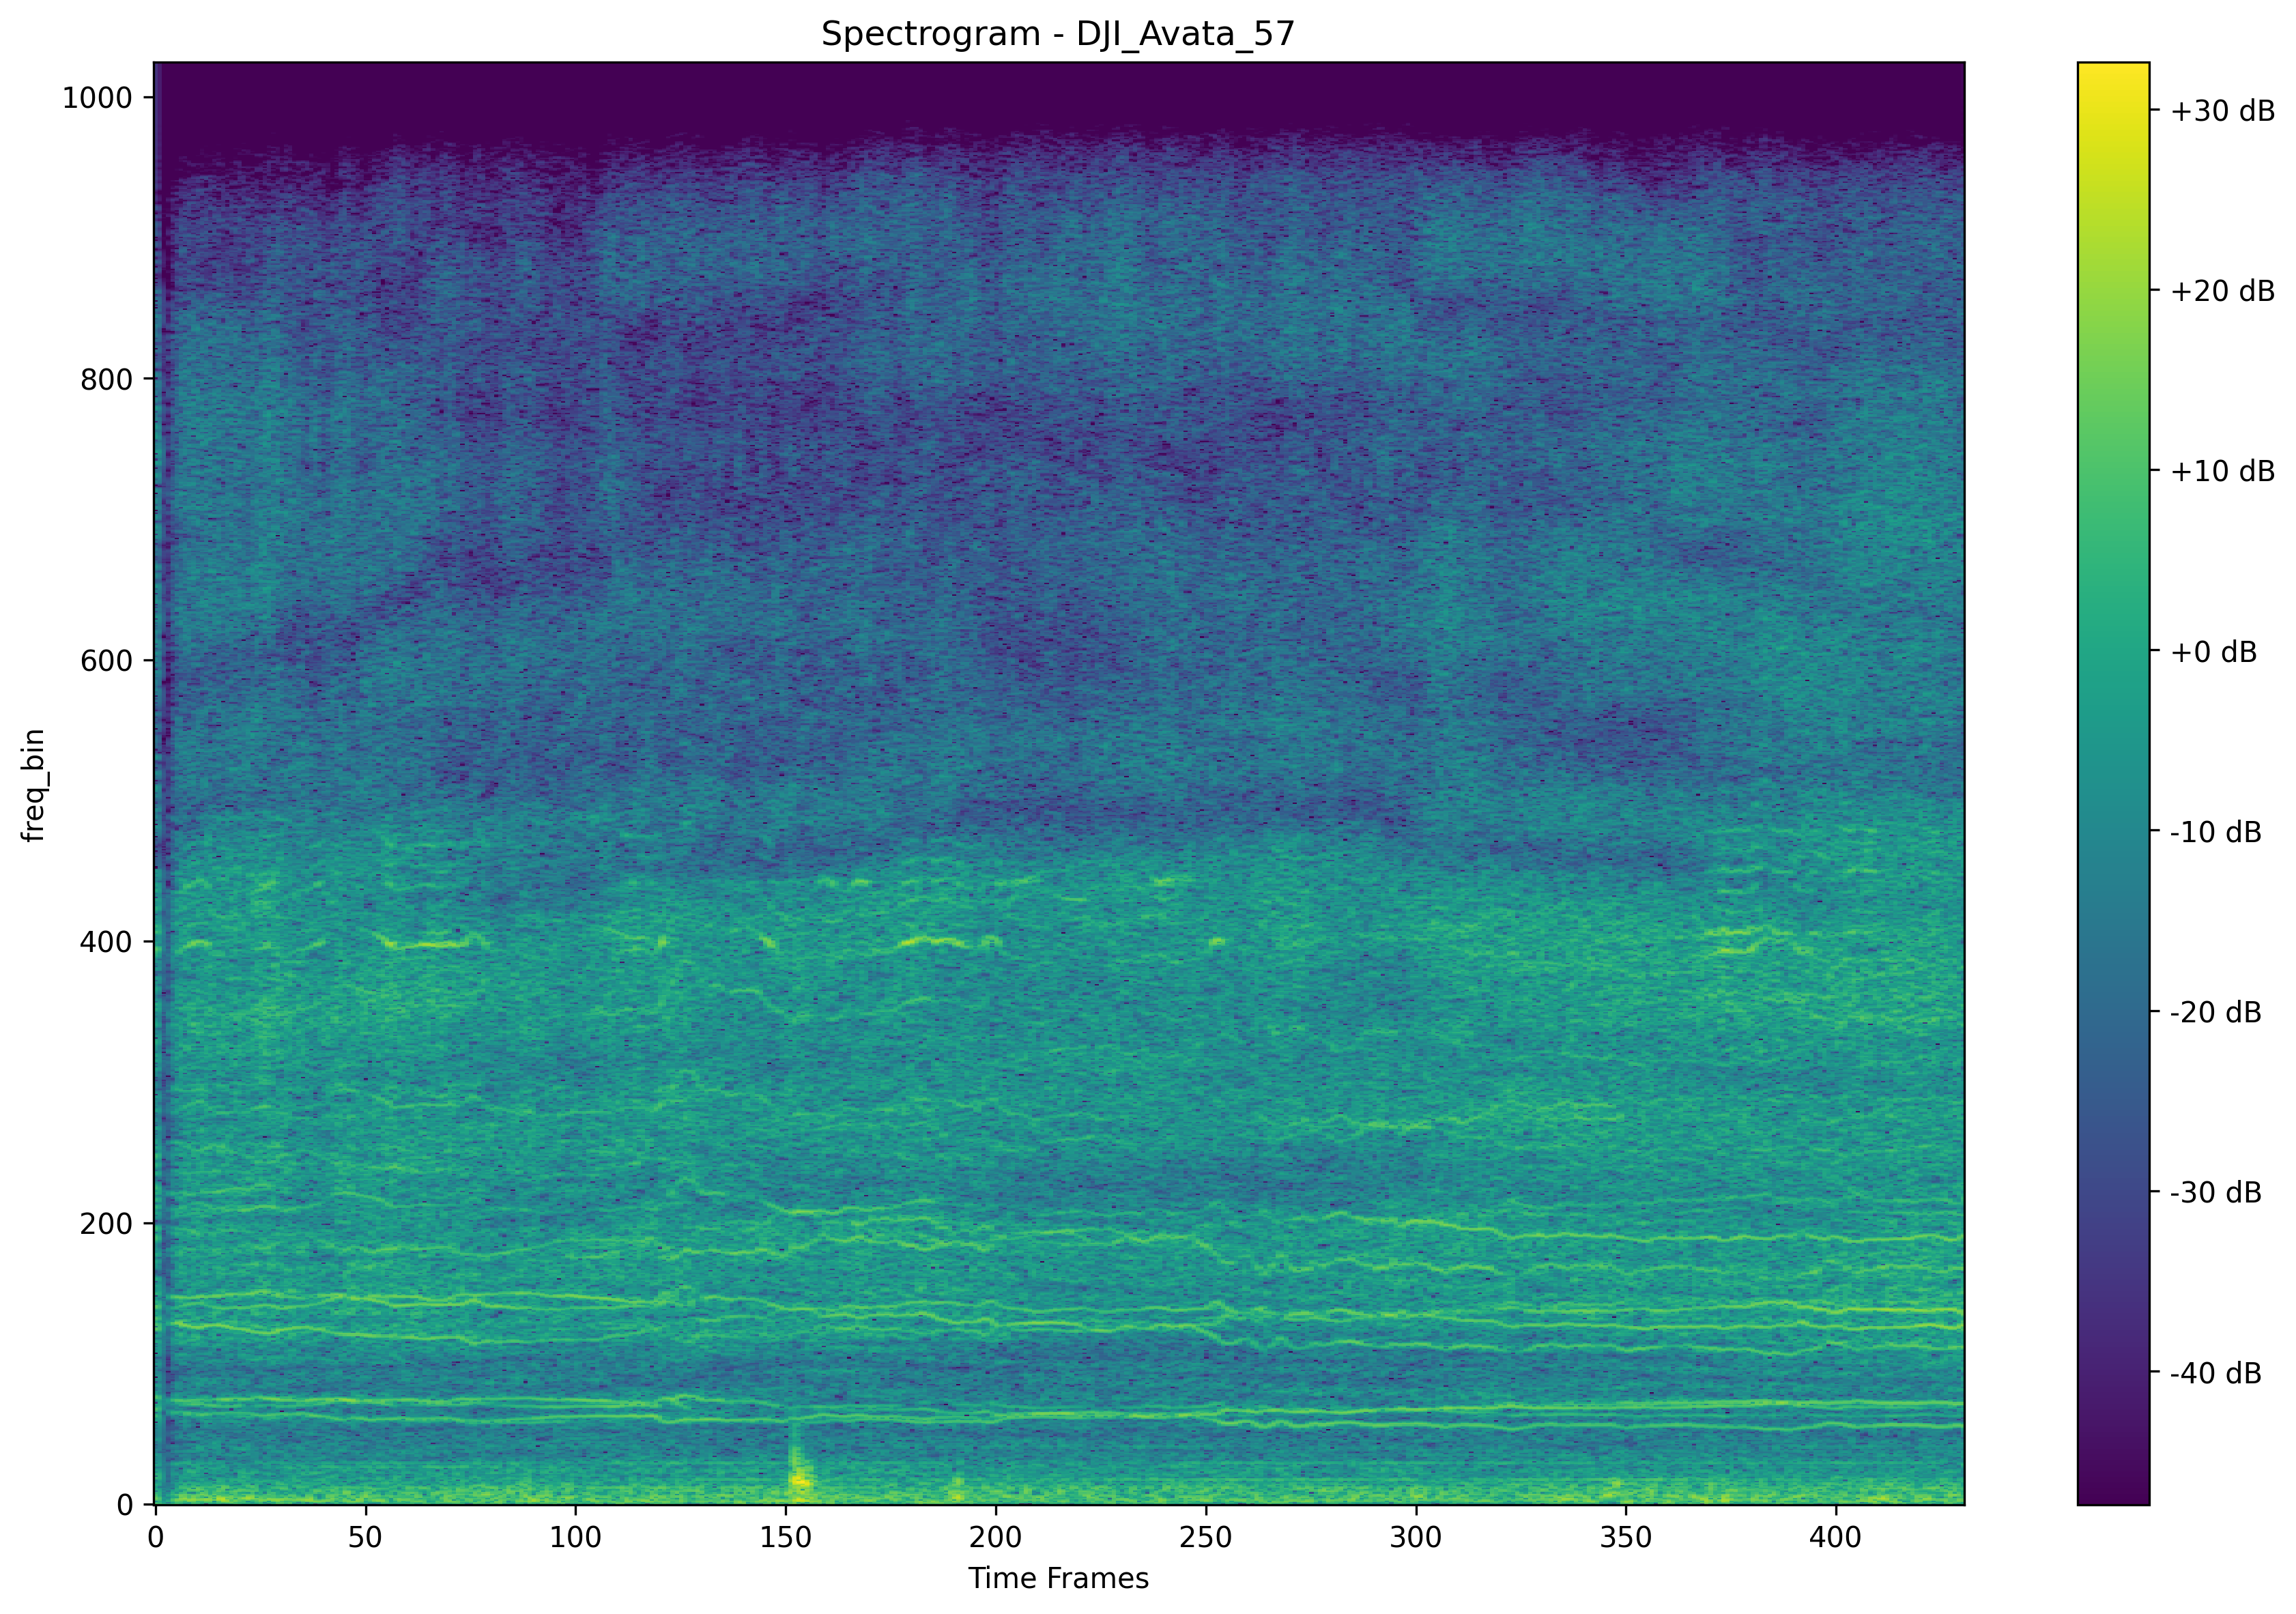 Spectrogram - DJI_Avata_57
1000
800
600
400
200
0
freq_bin
0 50 100 150 200 250 300 350 400
Time Frames
+30 dB
+20 dB
+10 dB
+0 dB
-10 dB
-20 dB
-30 dB
-40 dB